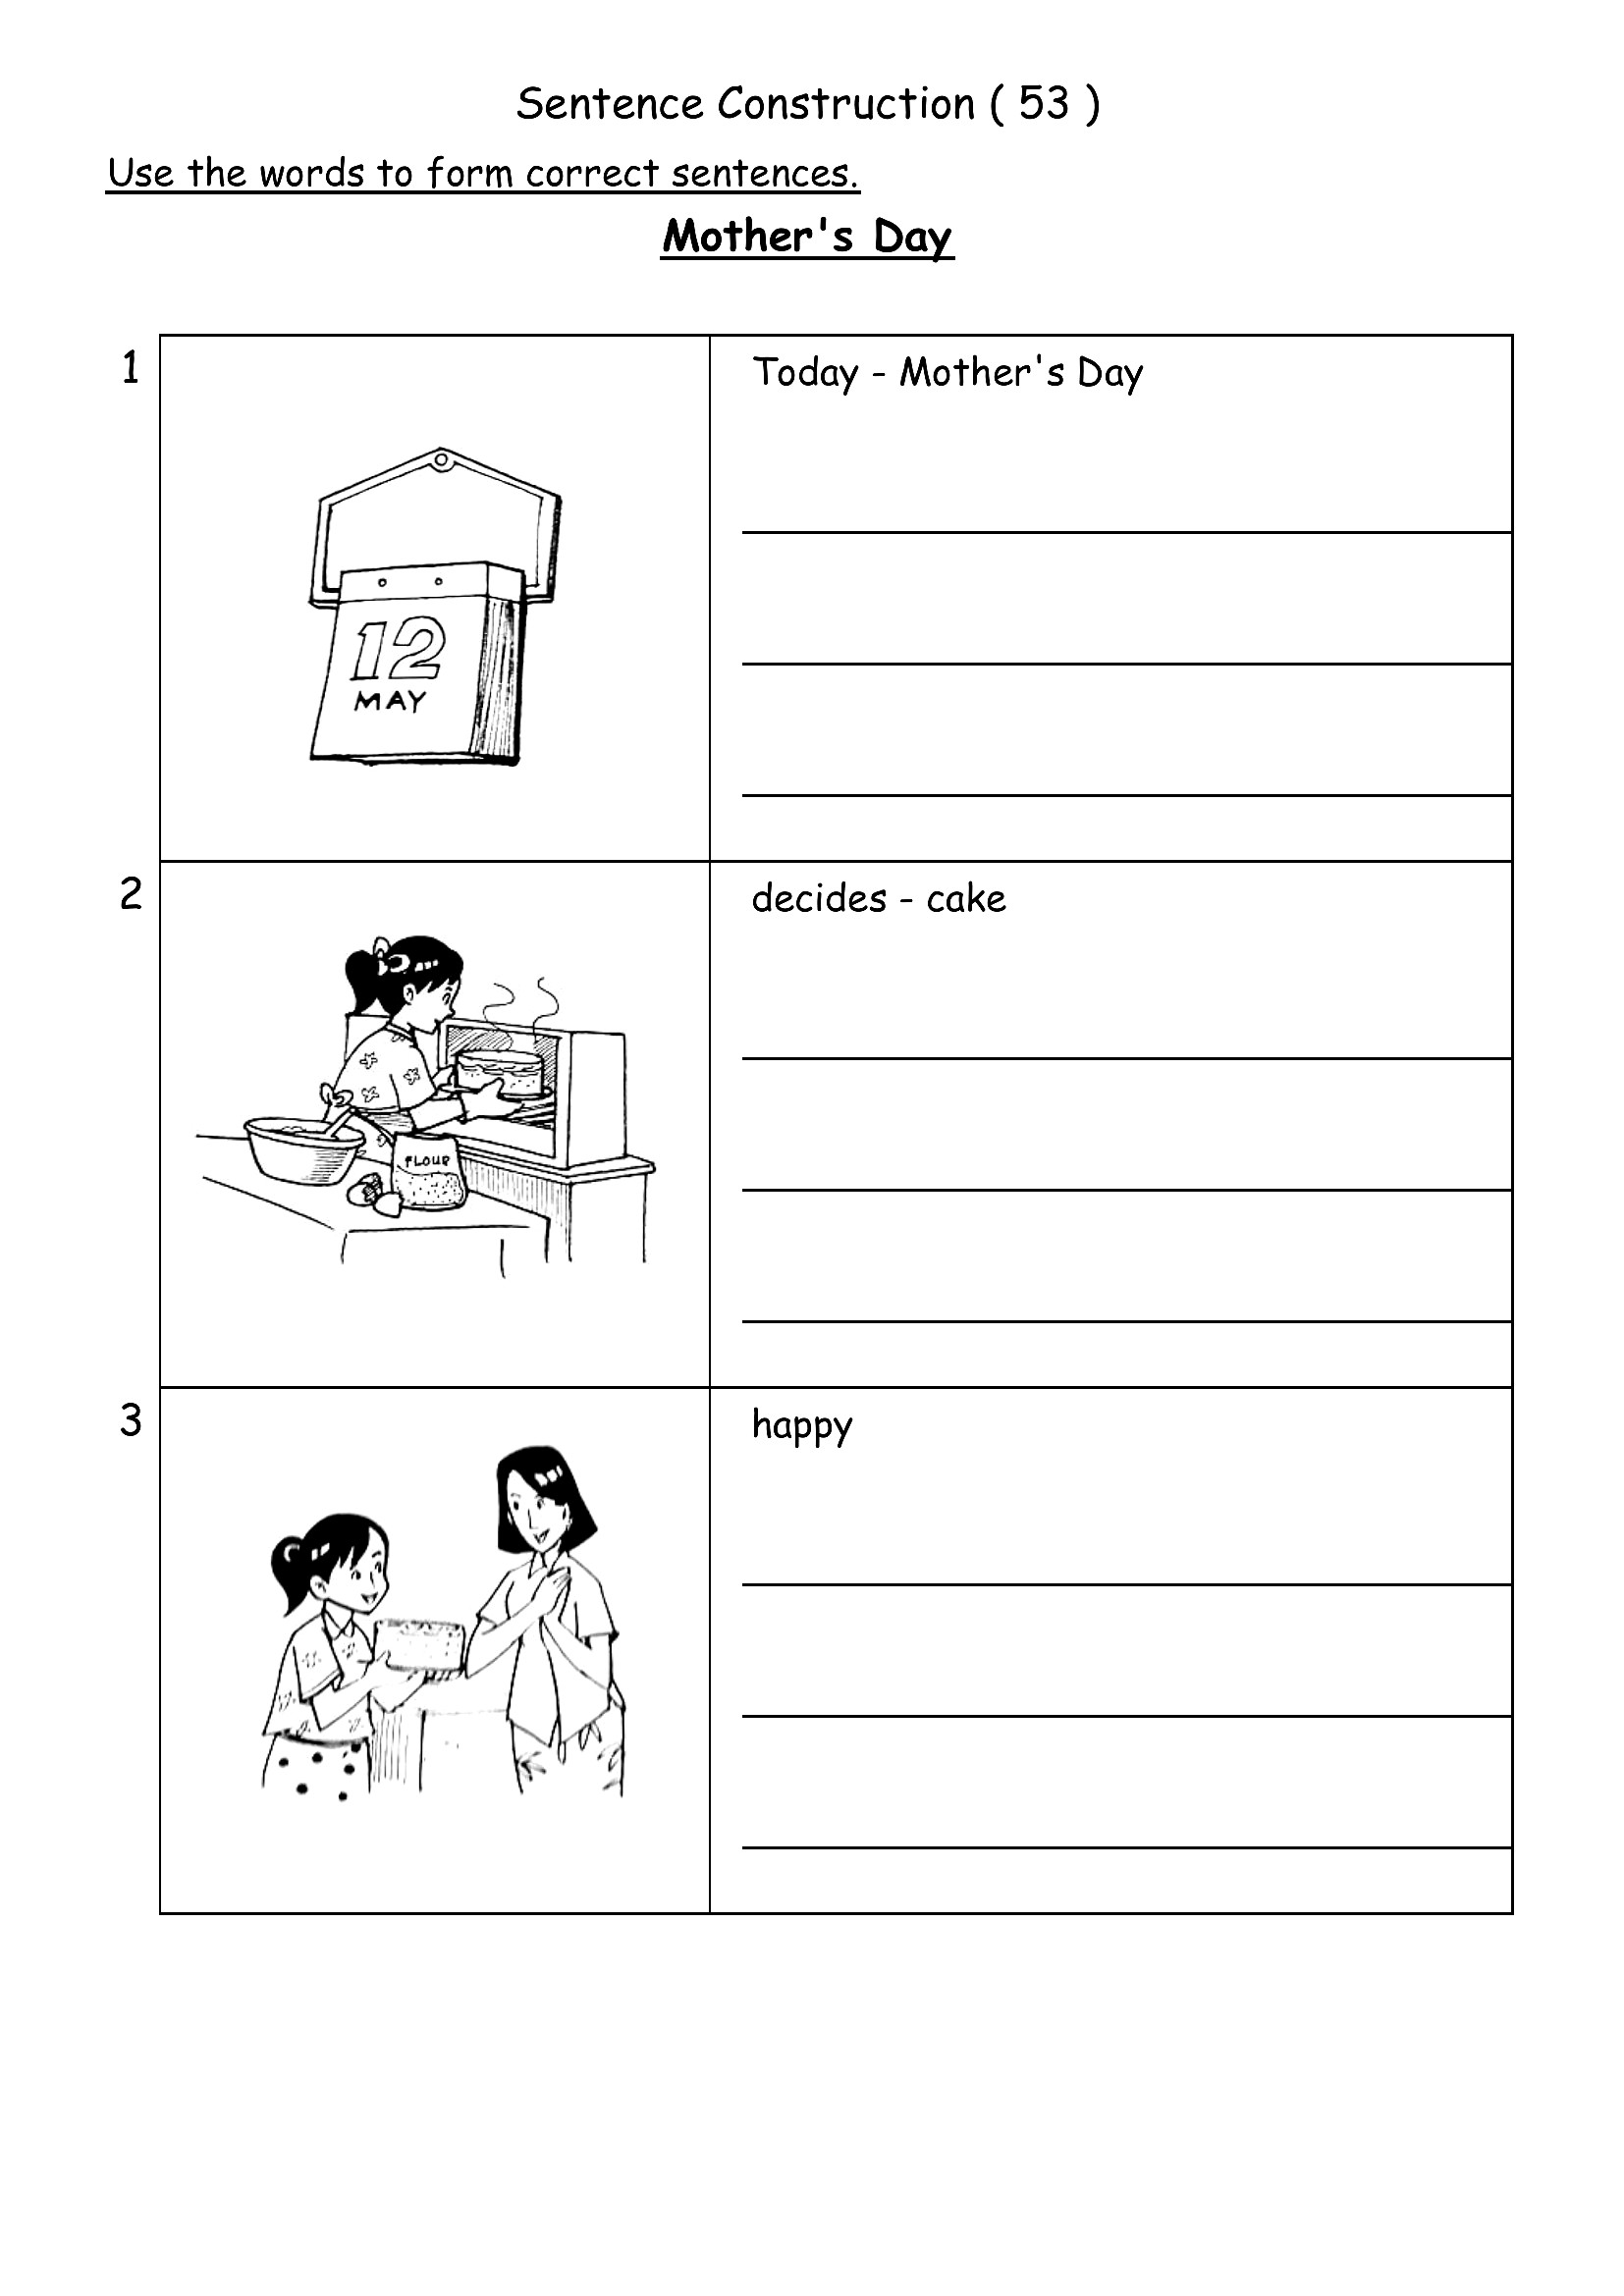 Sentence Construction ( 53 )
Use the words to form correct sentences.
Mother's Day
1
Today - Mother's Day
12
MAY
2
decides - cake
FLOUR
3
happy